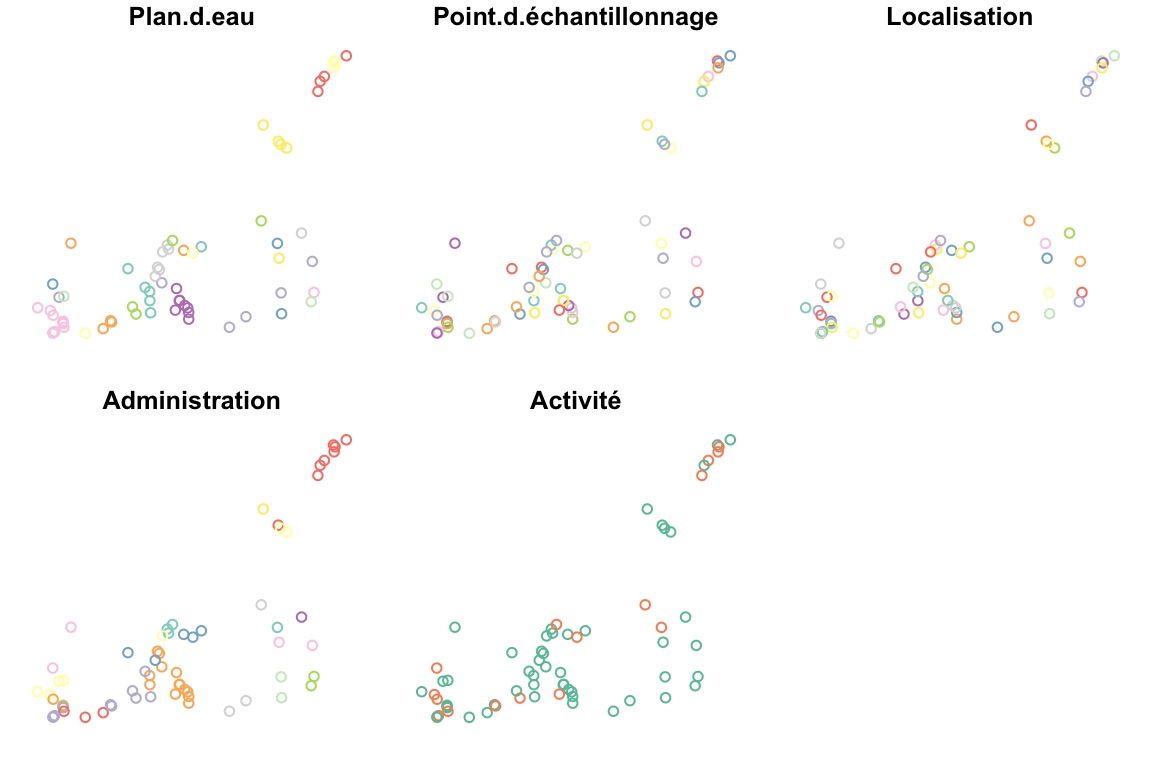 Plan.d.eau
Point.d.échantillonnage
Localisation
Administration
Activité